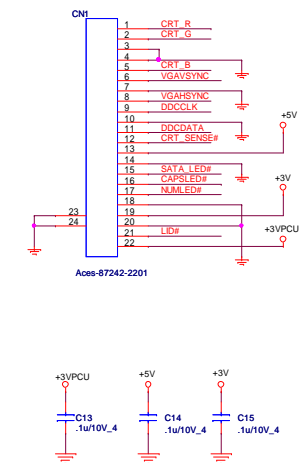 CN1
1 CRT_R
2 CRT_G
3
4
5 CRT_B
6 VGAVSYNC
7
8 VGAHSYNC
9 DDCCLK
10
+5V
11 DDCDATA
12 CRT_SENSE#
13
14
15 SATA_LED#
16 CAPSLED#
+3V
17 NUMLED#
18
23 19
24 20
+3VPCU
21 LID#
22
Aces-87242-2201
+3VPCU +5V +3V
C13 C14 C15
.1u/10V_4 .1u/10V_4 .1u/10V_4